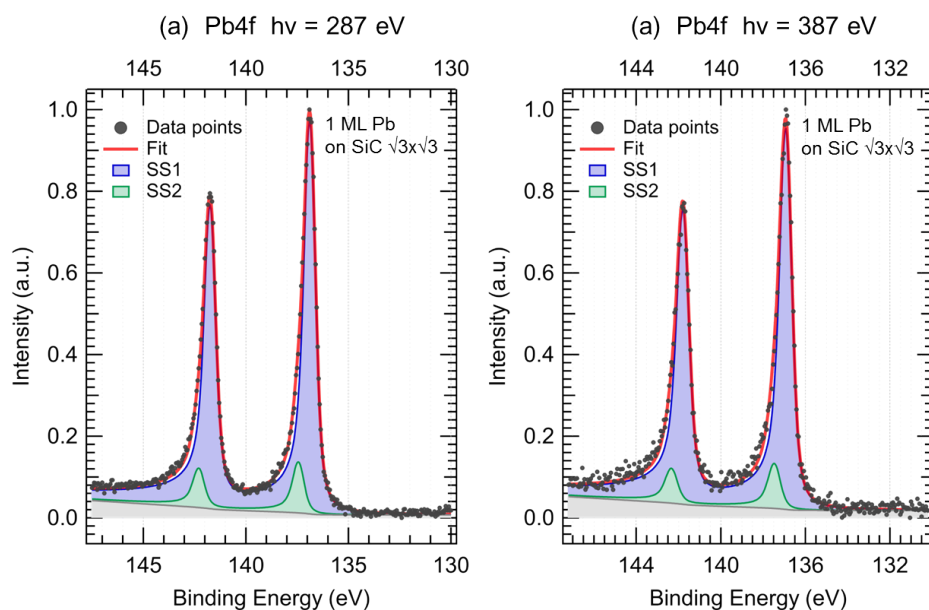 (a) Pb4f hv = 287 eV
145 140 135 130
1.0
0.8
0.6
0.4
0.2
0.0
Intensity (a.u.)
Data points
Fit
SS1
SS2
1 ML Pb
on SiC √3x√3
145 140 135 130
Binding Energy (eV)
(a) Pb4f hv = 387 eV
144 140 136 132
1.0
0.8
0.6
0.4
0.2
0.0
Intensity (a.u.)
Data points
Fit
SS1
SS2
1 ML Pb
on SiC √3x√3
144 140 136 132
Binding Energy (eV)